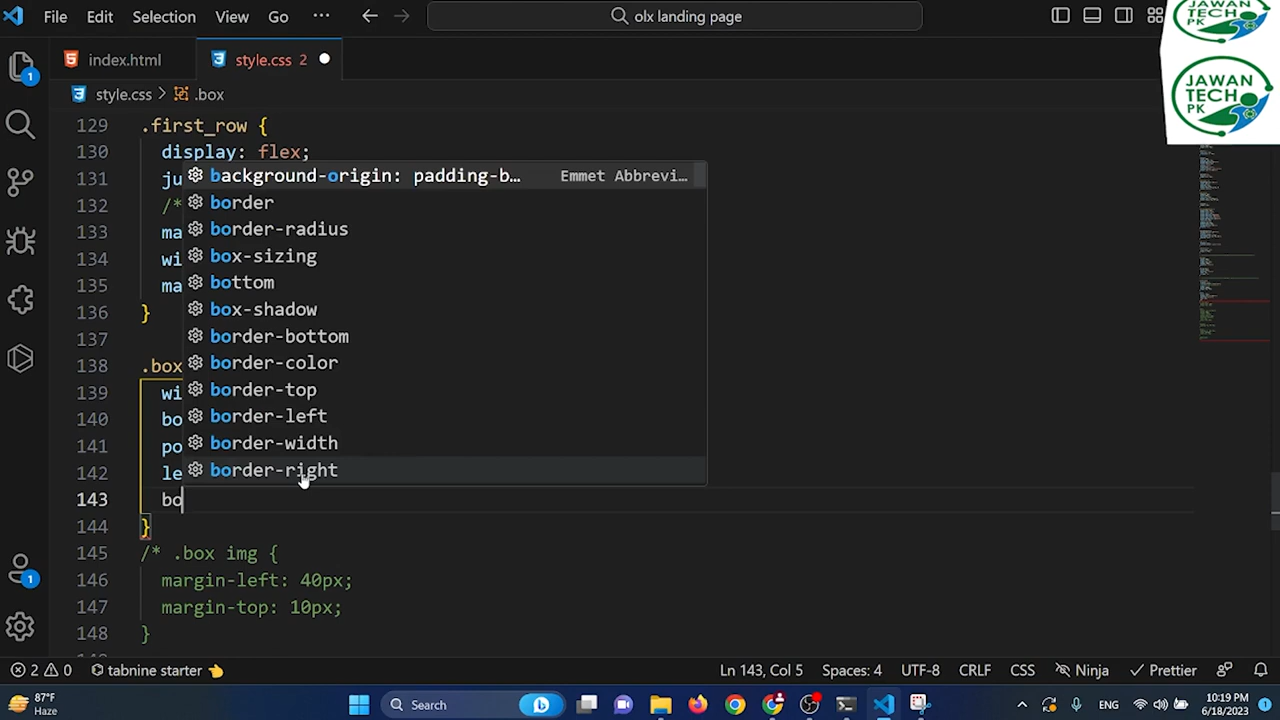 File Edit Selection View Go ··· olx landing page
JAWAN
TECH
PK
JAWAN
TECH
PK
index.html style.css 2
style.css > .box
129 .first_row {
130 display: flex;
131 ju
132 /*
133 ma
134 wi
135 ma
136 }
137
138 .box
139 wi
140 bo
141 po
142 le
143 bo
144 }
145 /* .box img {
146 margin-left: 40px;
147 margin-top: 10px;
148 }
background-origin: padding-b… Emmet Abbrevi…
border
border-radius
box-sizing
bottom
box-shadow
border-bottom
border-color
border-top
border-left
border-width
border-right
1
1
2 0 tabnine starter Ln 143, Col 5 Spaces: 4 UTF-8 CRLF CSS Ninja Prettier
87°F
Haze
Search
ENG
10:19 PM
6/18/2023
1